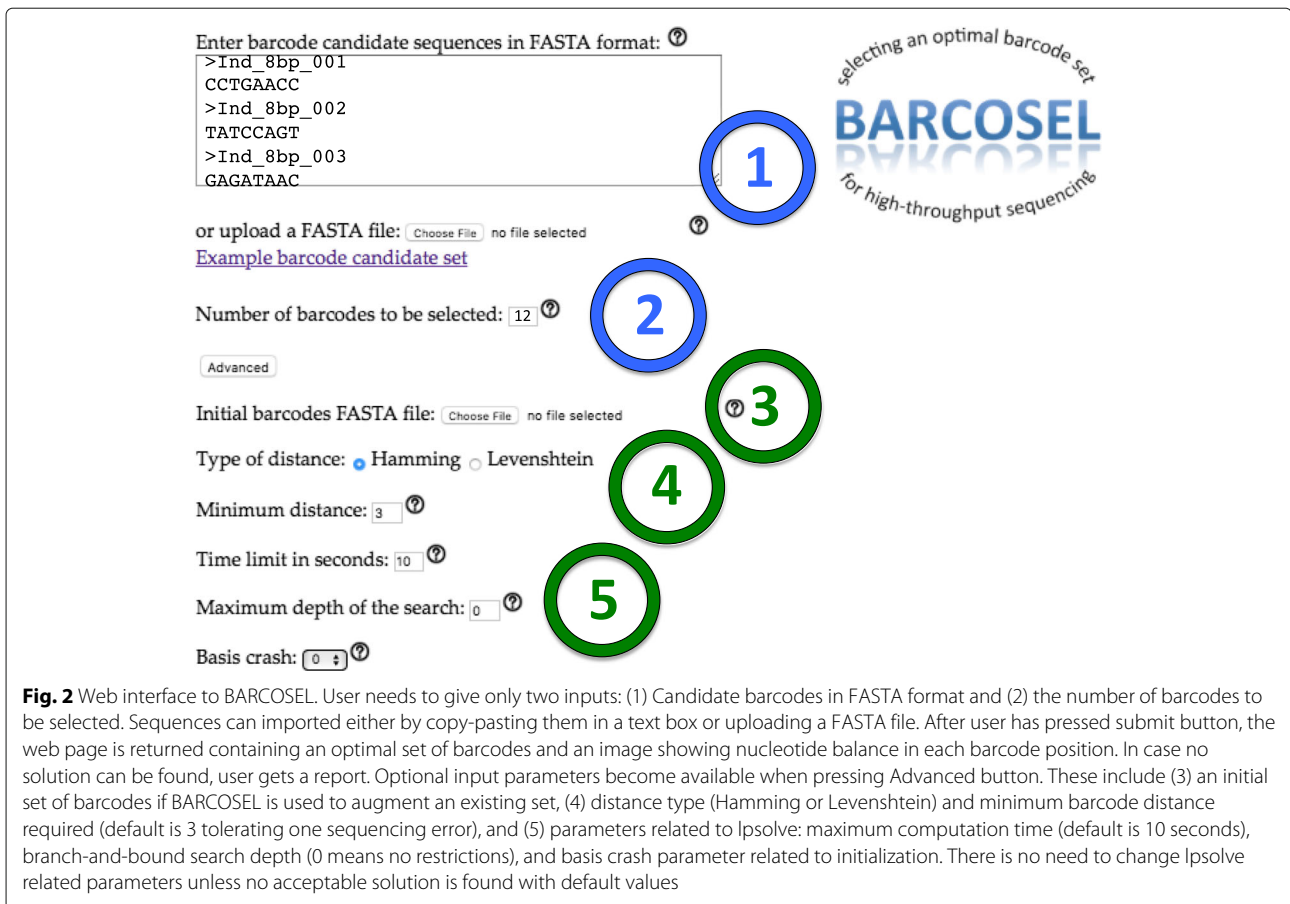 Enter barcode candidate sequences in FASTA format: ?
>Ind_8bp_001
CCTGAACC
>Ind_8bp_002
TATCCAGT
>Ind_8bp_003
GAGATAAC
1
selecting an optimal barcode set
BARCOSEL
for high-throughput sequencing
or upload a FASTA file: Choose File no file selected ?
Example barcode candidate set
Number of barcodes to be selected: 12 ?
2
Advanced
Initial barcodes FASTA file: Choose File no file selected ?
3
Type of distance: Hamming Levenshtein
4
Minimum distance: 3 ?
Time limit in seconds: 10 ?
5
Maximum depth of the search: 0 ?
Basis crash: 0 ?
Fig. 2 Web interface to BARCOSEL. User needs to give only two inputs: (1) Candidate barcodes in FASTA format and (2) the number of barcodes to
be selected. Sequences can imported either by copy-pasting them in a text box or uploading a FASTA file. After user has pressed submit button, the
web page is returned containing an optimal set of barcodes and an image showing nucleotide balance in each barcode position. In case no
solution can be found, user gets a report. Optional input parameters become available when pressing Advanced button. These include (3) an initial
set of barcodes if BARCOSEL is used to augment an existing set, (4) distance type (Hamming or Levenshtein) and minimum barcode distance
required (default is 3 tolerating one sequencing error), and (5) parameters related to lpsolve: maximum computation time (default is 10 seconds),
branch-and-bound search depth (0 means no restrictions), and basis crash parameter related to initialization. There is no need to change lpsolve
related parameters unless no acceptable solution is found with default values